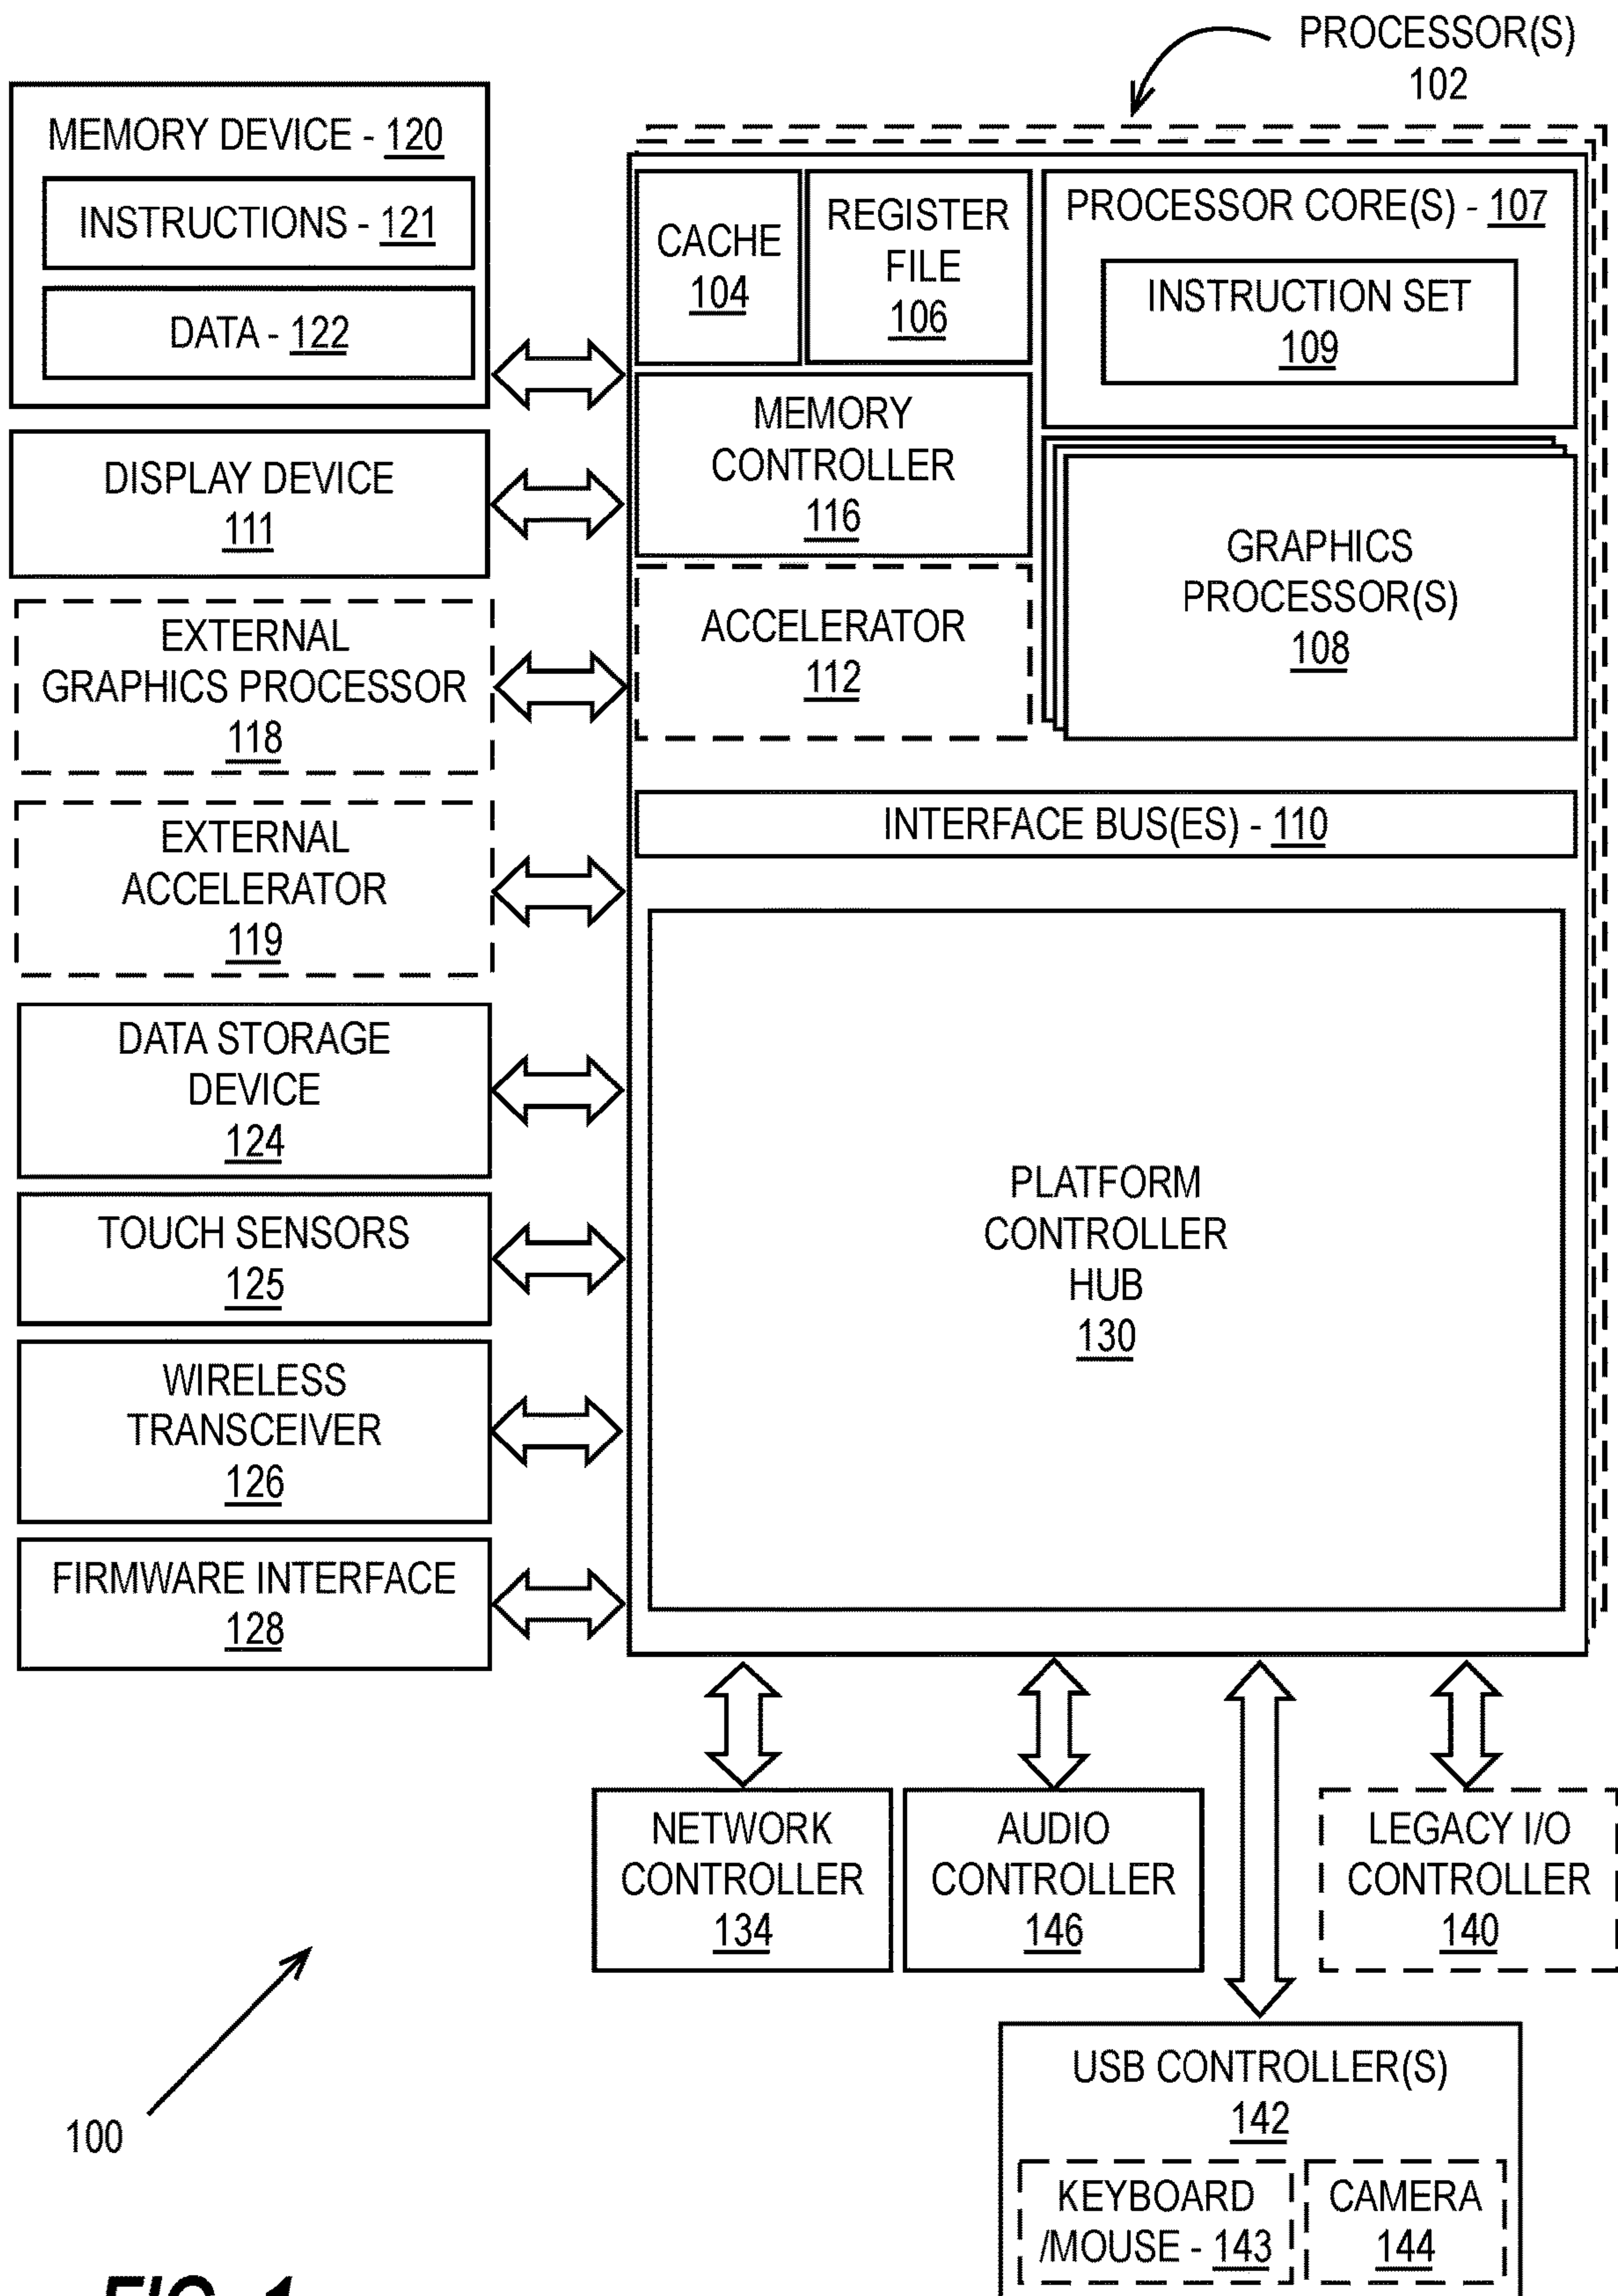 PROCESSOR(S)
102
MEMORY DEVICE - 120
INSTRUCTIONS - 121
DATA - 122
DISPLAY DEVICE
111
EXTERNAL
GRAPHICS PROCESSOR
118
EXTERNAL
ACCELERATOR
119
DATA STORAGE
DEVICE
124
TOUCH SENSORS
125
WIRELESS
TRANSCEIVER
126
FIRMWARE INTERFACE
128
CACHE
104
REGISTER
FILE
106
PROCESSOR CORE(S) - 107
INSTRUCTION SET
109
MEMORY
CONTROLLER
116
GRAPHICS
PROCESSOR(S)
108
ACCELERATOR
112
INTERFACE BUS(ES) - 110
PLATFORM
CONTROLLER
HUB
130
NETWORK
CONTROLLER
134
AUDIO
CONTROLLER
146
LEGACY I/O
CONTROLLER
140
USB CONTROLLER(S)
142
KEYBOARD
/MOUSE - 143
CAMERA
144
100
FIG. 1